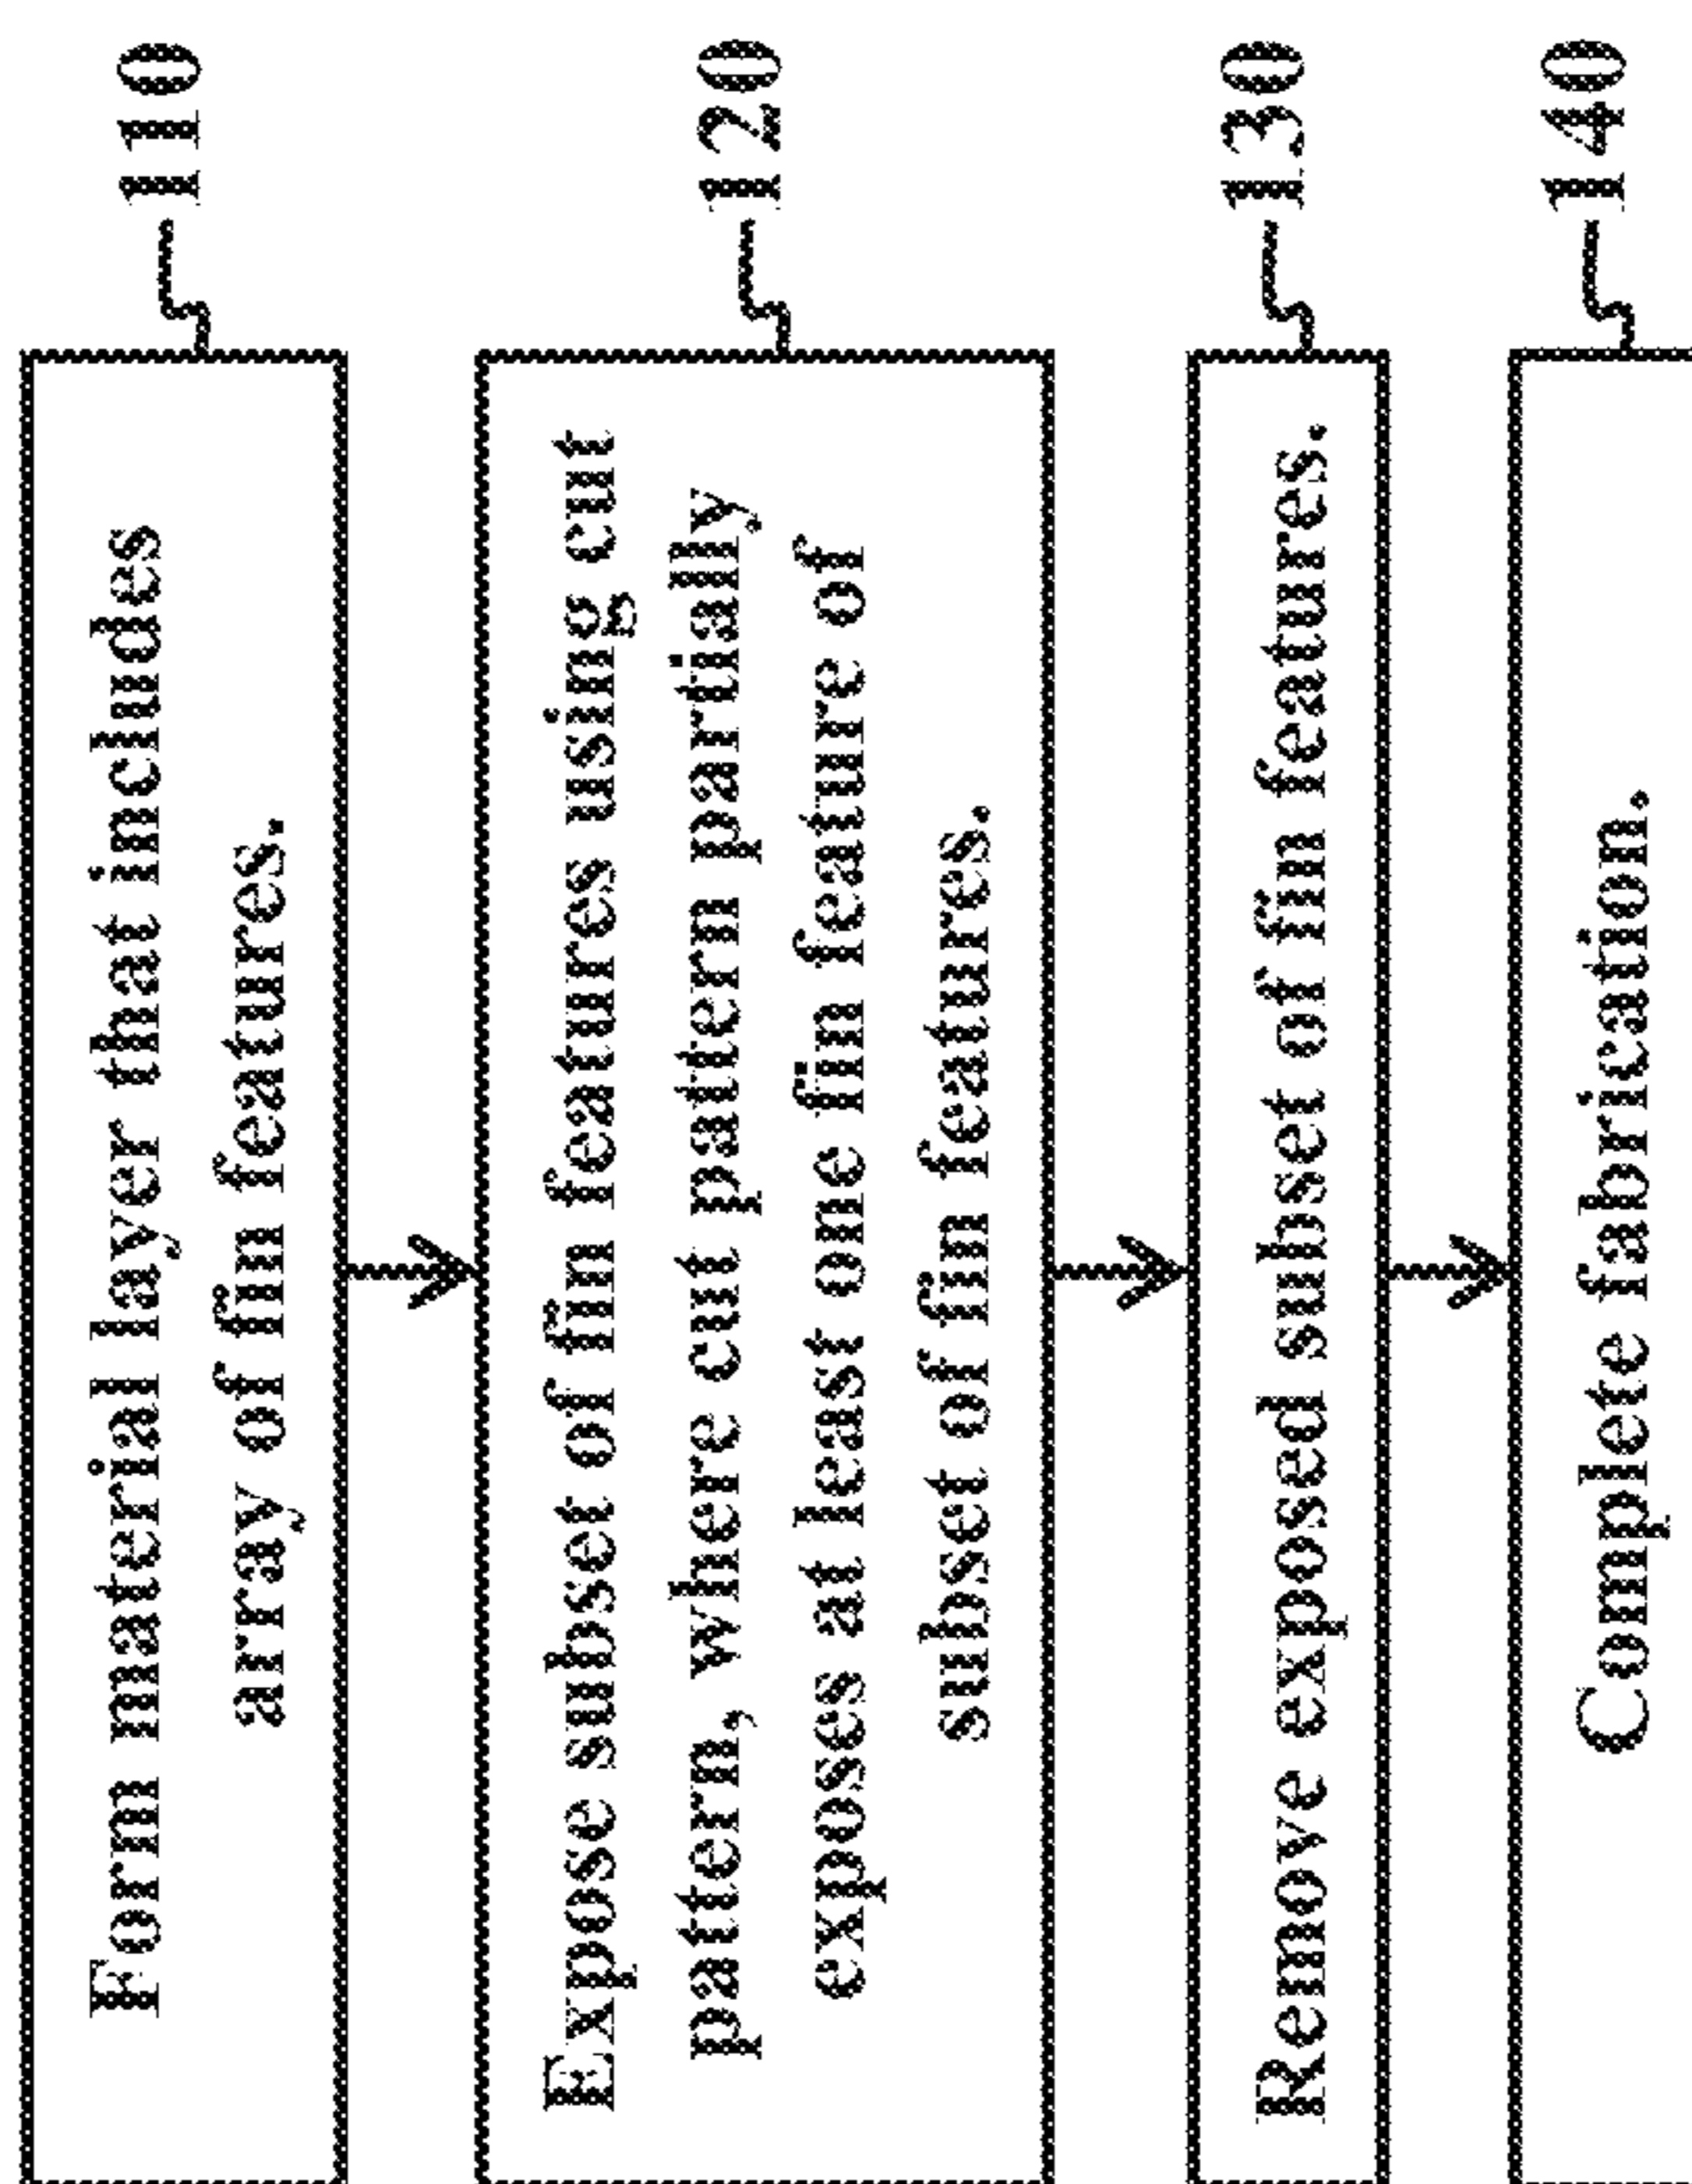 Form material layer that includes
array of fin features.
110
Expose subset of fin features using cut
pattern, where cut pattern partially
exposes at least one fin feature of
subset of fin features.
120
Remove exposed subset of fin features.
130
Complete fabrication.
140